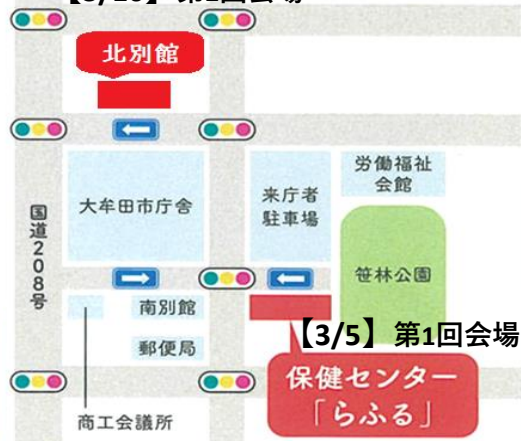 北別館
大牟田市庁舎
来庁者
駐車場
労働福祉
会館
国道208号
笹林公園
南別館
郵便局
【3/5】第1回会場
保健センター
「らふる」
商工会議所